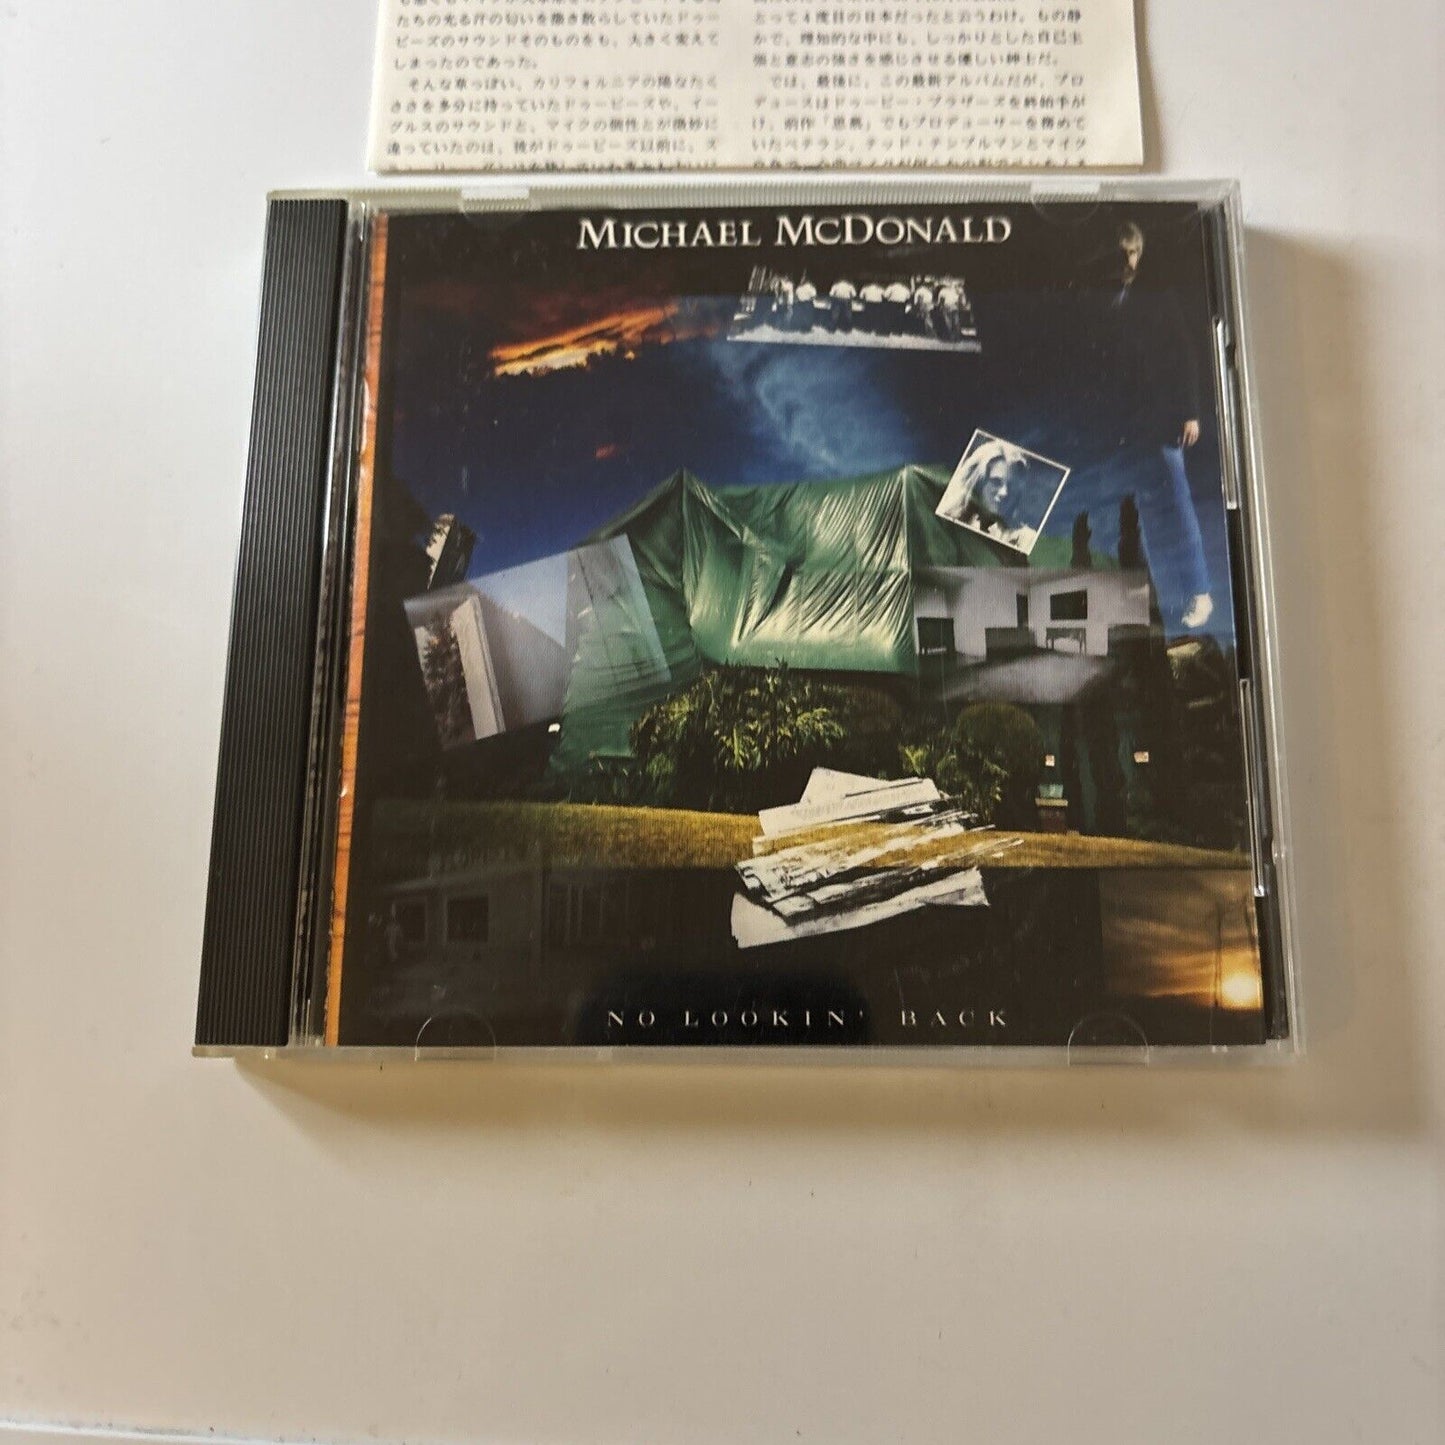 たちの光る汗の匂いを撒き散らしていたドゥー
ビーズのサウンドそのものをも、大きく変えて
しまったのであった。
そんな草っぽい、カリフォルニアの陽なたく
ささを多分に持っていたドゥービーズや、イー
グルスのサウンドと、マイクの個性とが微妙に
違っていたのは、彼がドゥービーズ以前に、ス
とって4度目の日本だったと云うわけ。もの静
かで、理知的な中にも、しっかりとした自己主
張と意志の強さを感じさせる優しい紳士だ。
では、最後に、この最新アルバムだが、プロ
デュースはドゥービー・ブラザーズを終始手が
け、前作「思慕」でもプロデューサーを務めて
いたベテラン、テッド・テンプルマンとマイク
MICHAEL MCDONALD
NO LOOKIN' BACK